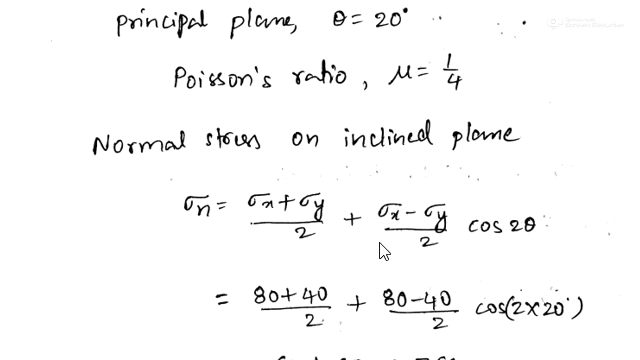 principal plane, θ = 20°
Poisson's ratio, μ = 1/4
Normal stress on inclined plane
σn = (σx + σy)/2 + (σx - σy)/2 cos 2θ
= (80+40)/2 + (80-40)/2 cos(2×20°)